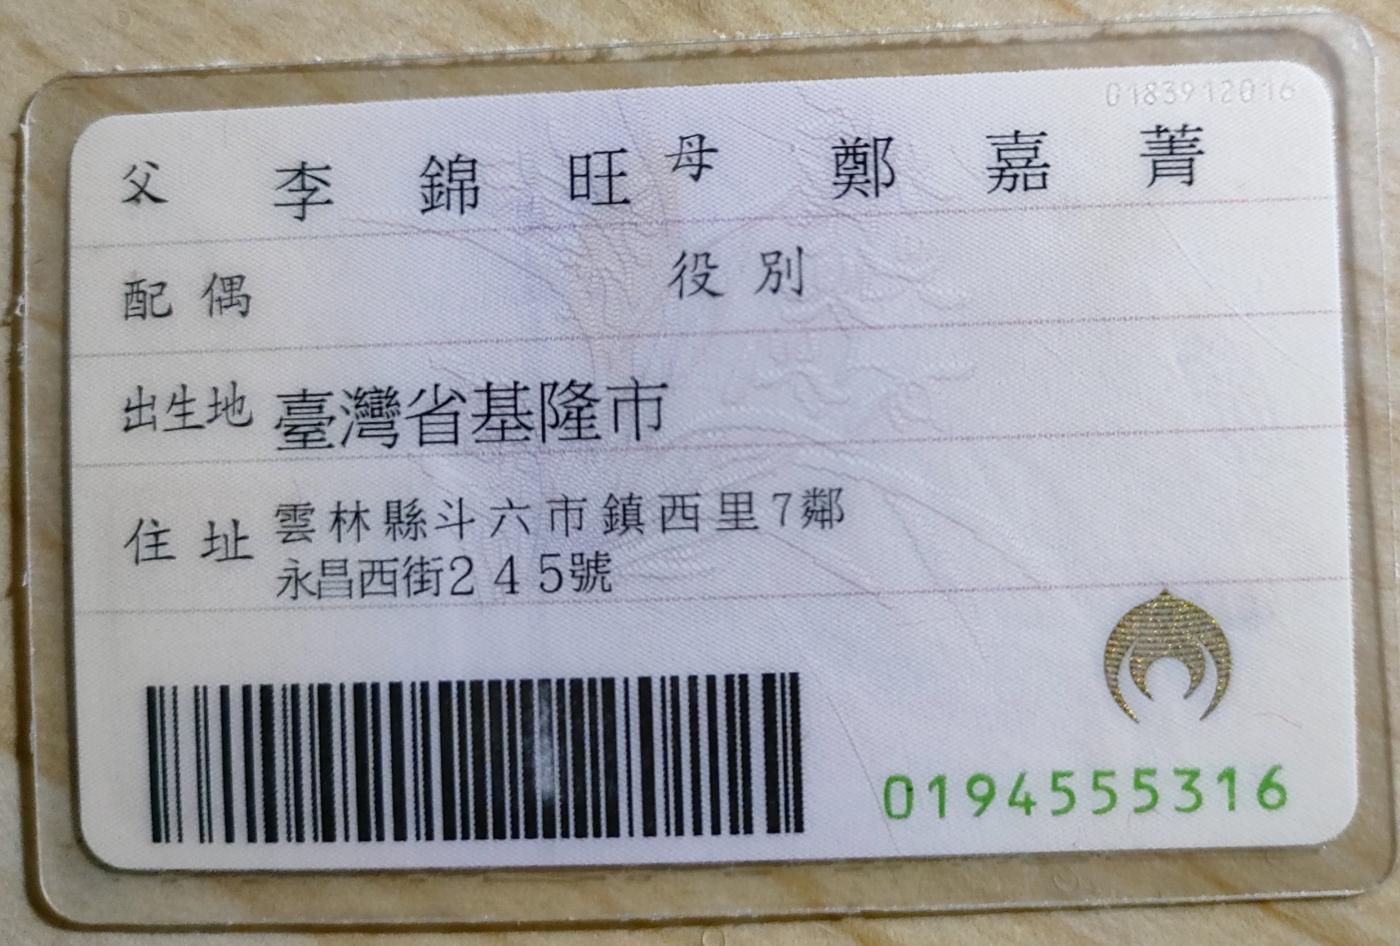 0183912016
父 李錦旺 母 鄭嘉菁
配偶 役別
出生地 臺灣省基隆市
住址 雲林縣斗六市鎮西里7鄰
永昌西街245號
0194555316